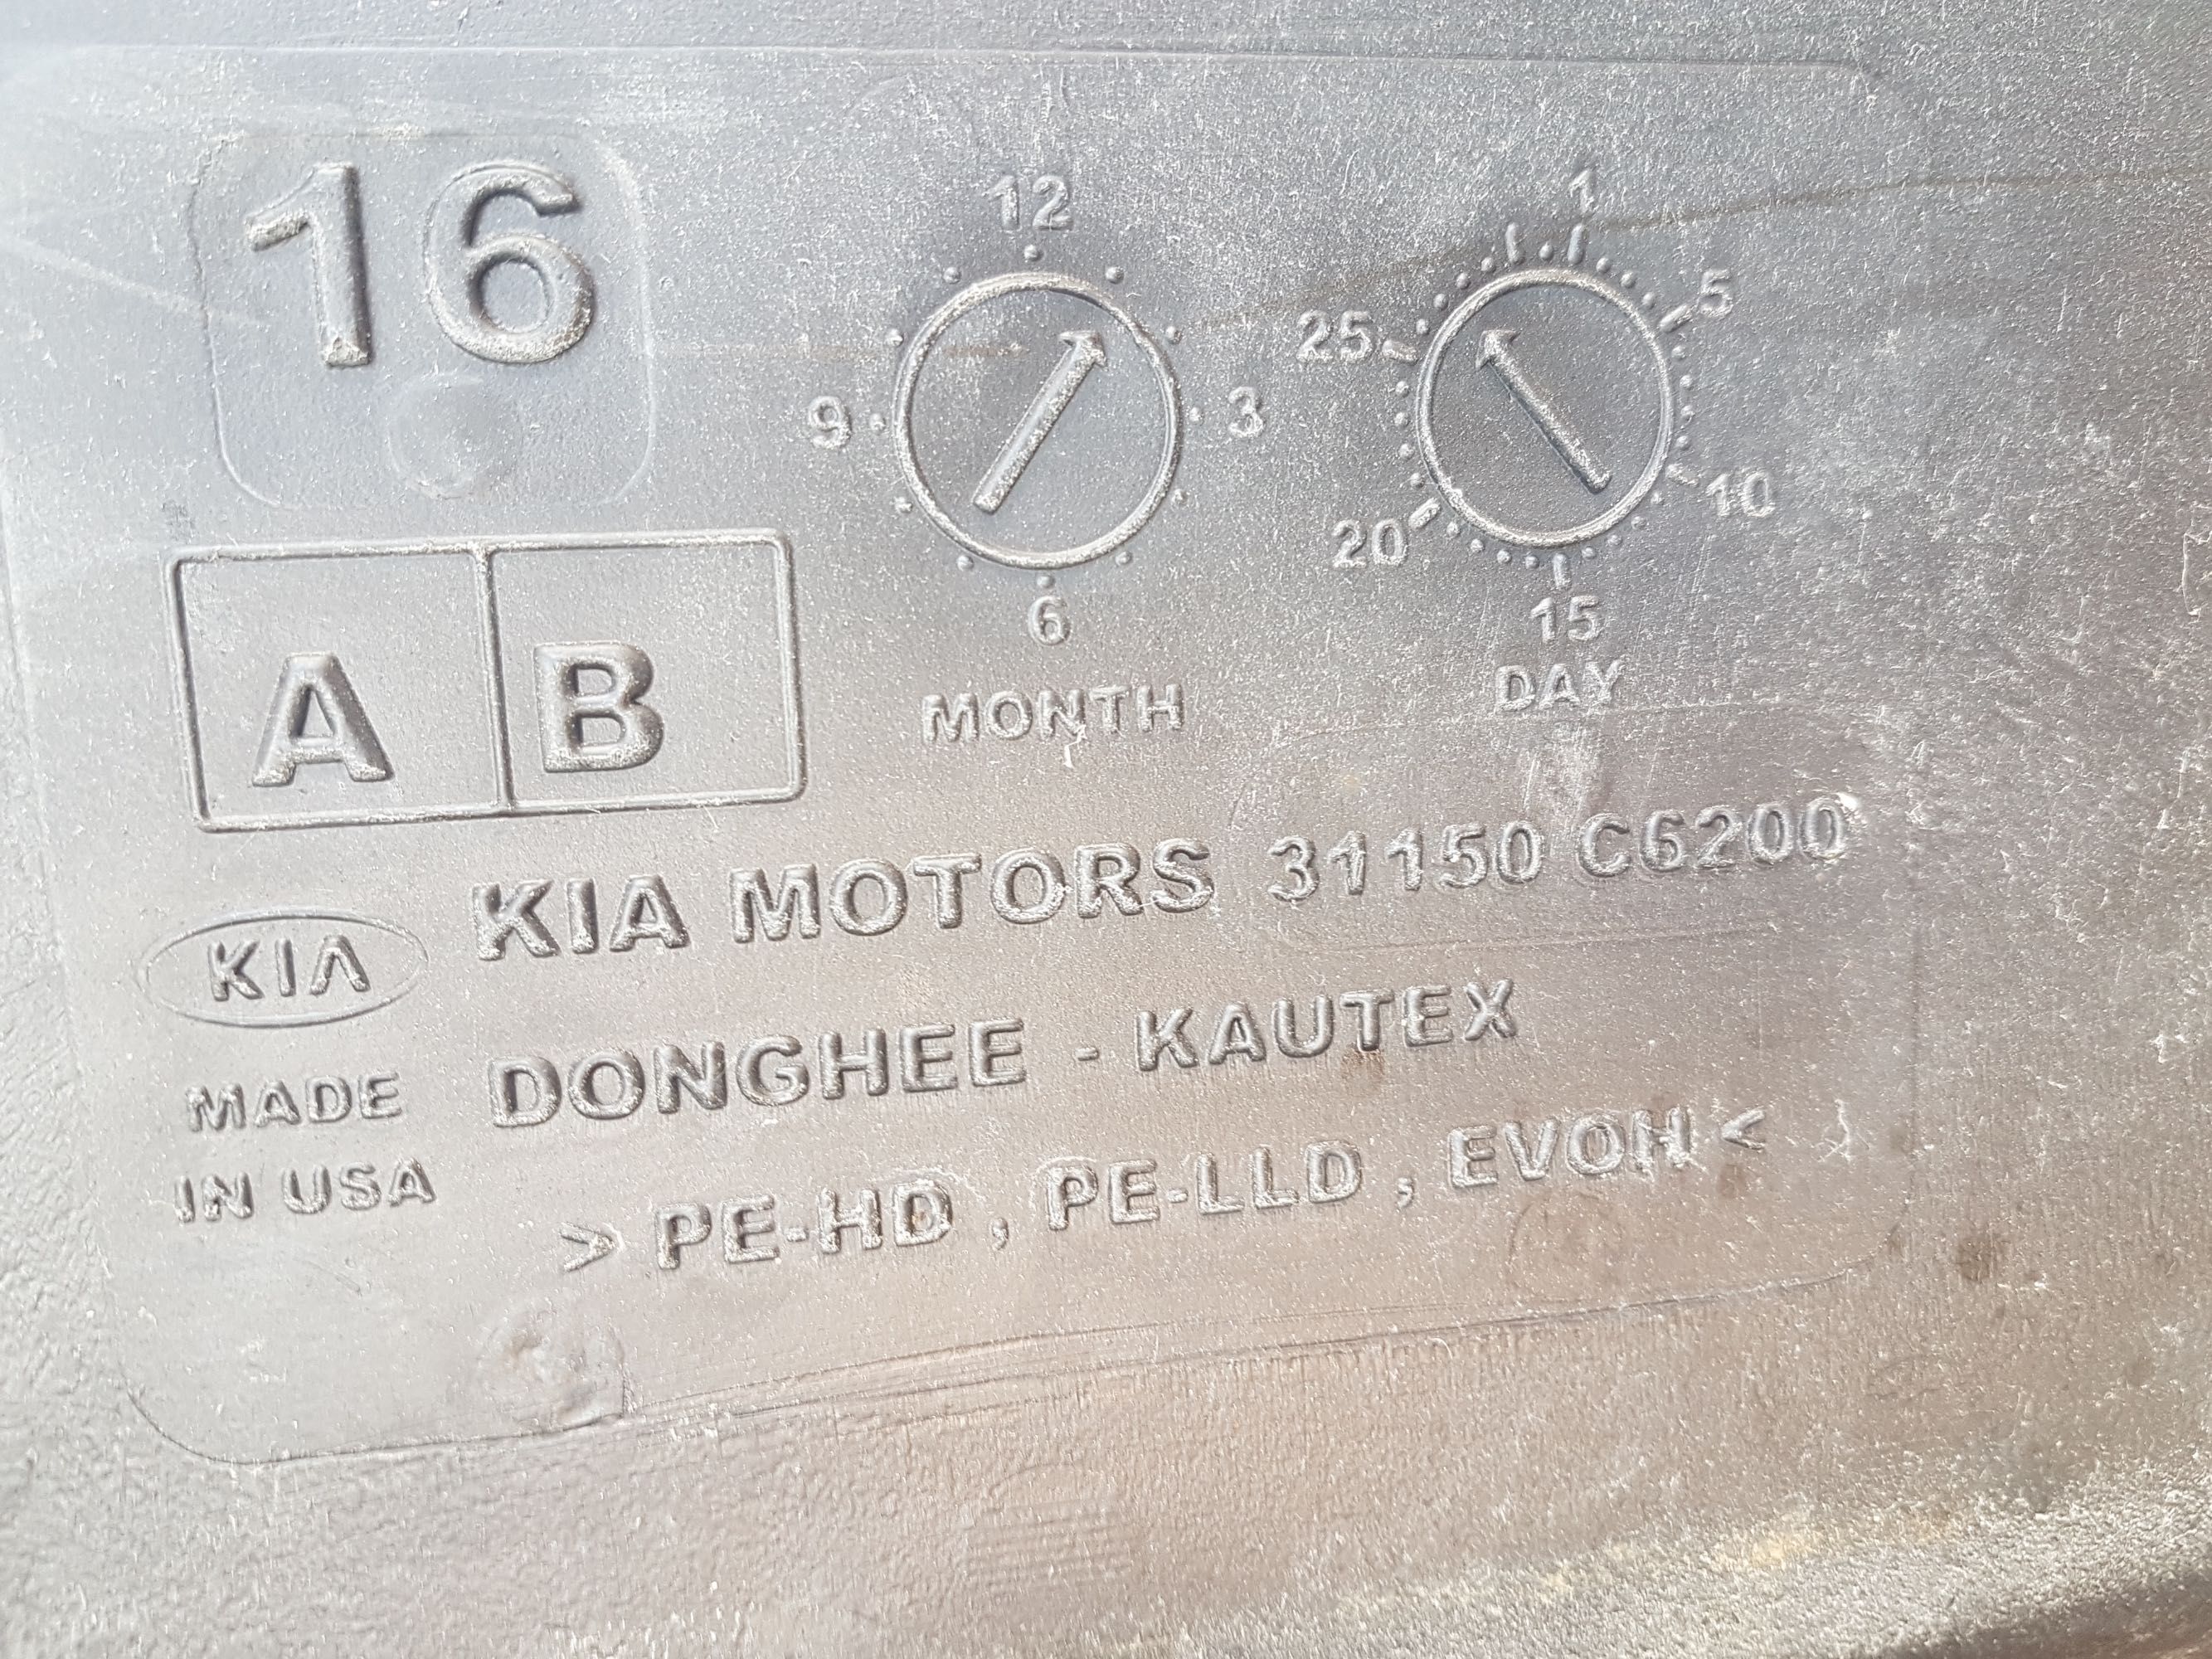 16
12
9 3
6
MONTH
1
5
25
10
20
15
DAY
A B
KIA KIA MOTORS 31150 C6200
MADE DONGHEE - KAUTEX
IN USA >PE-HD , PE-LLD , EVOH<